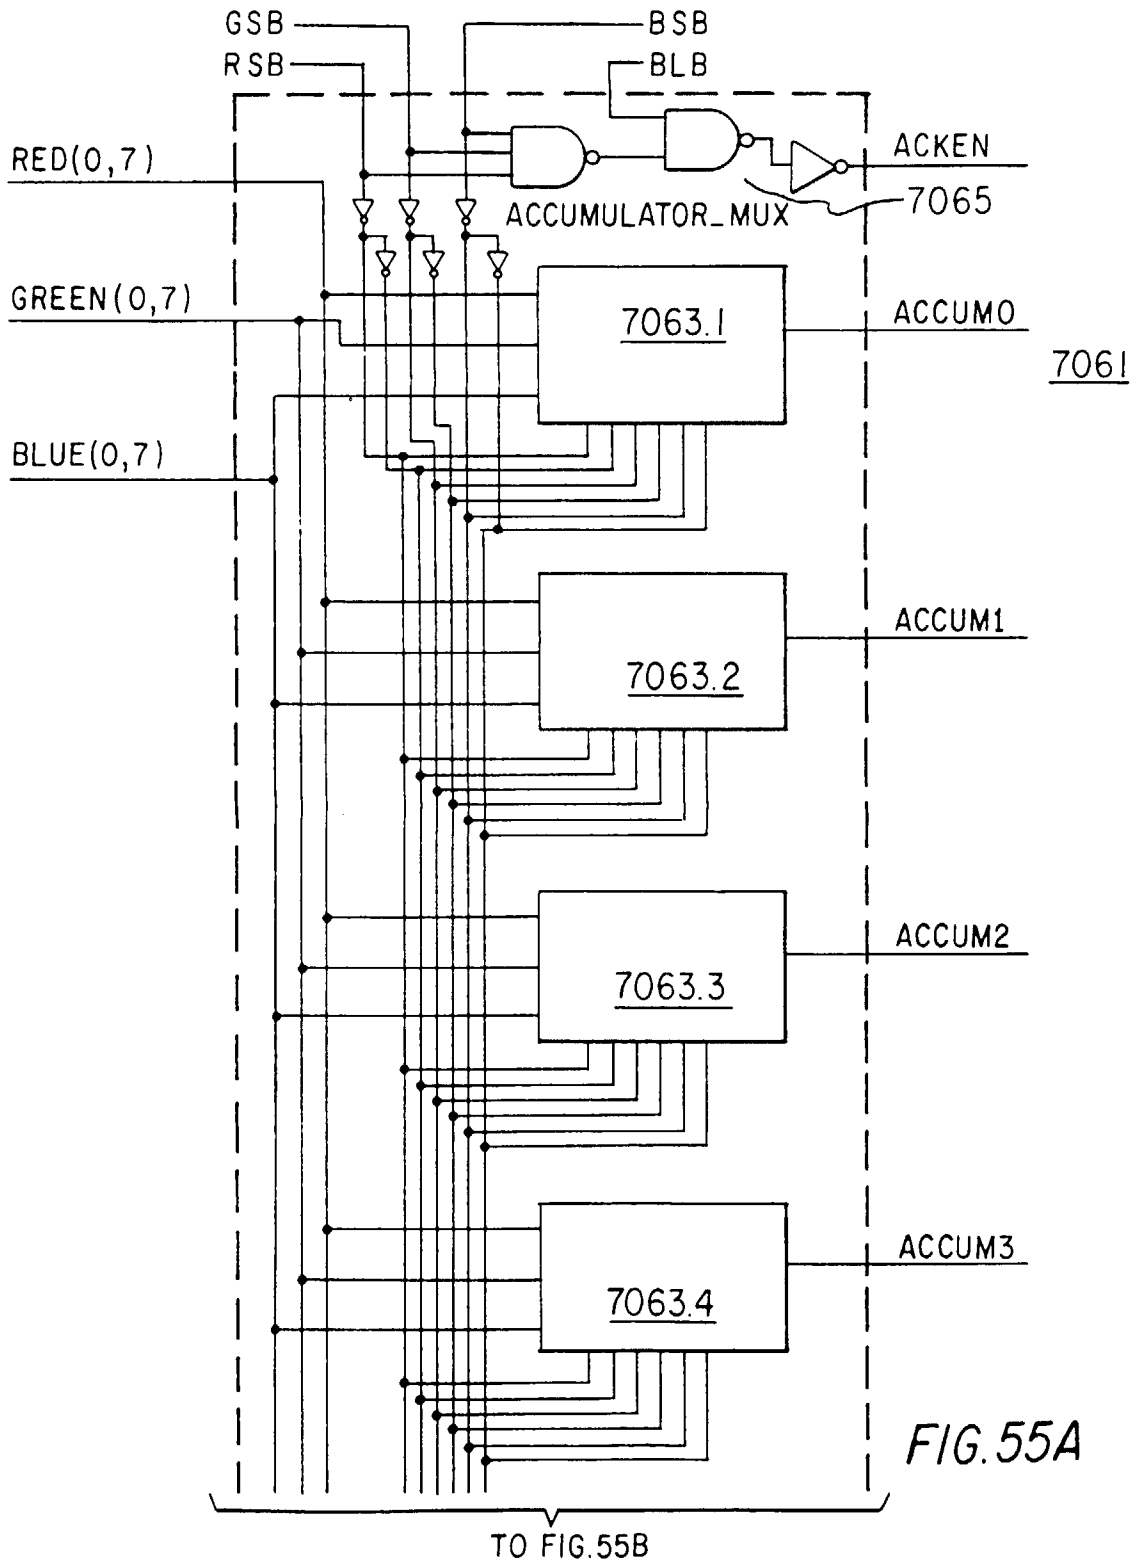 GSB
BSB
RSB
BLB
RED(0,7)
ACKEN
7065
ACCUMULATOR_MUX
GREEN(0,7)
7063.1
ACCUM0
7061
BLUE(0,7)
ACCUM1
7063.2
ACCUM2
7063.3
ACCUM3
7063.4
FIG.55A
TO FIG.55B